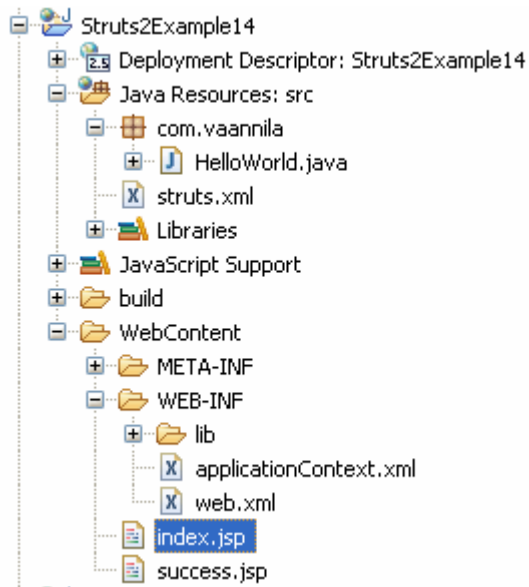 Struts2Example14
2.5 Deployment Descriptor: Struts2Example14
Java Resources: src
com.vaannila
J HelloWorld.java
X struts.xml
Libraries
JavaScript Support
build
WebContent
META-INF
WEB-INF
lib
X applicationContext.xml
X web.xml
index.jsp
success.jsp